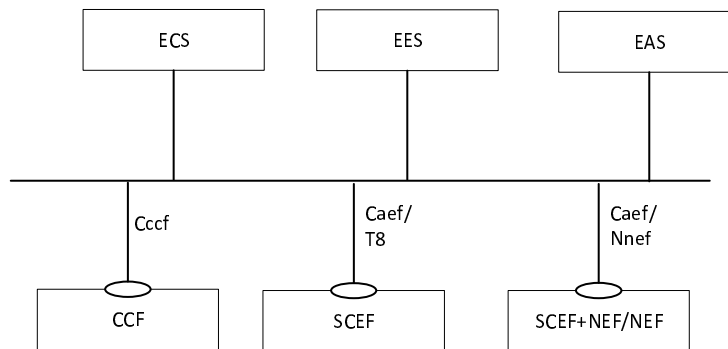 ECS
EES
EAS
Cccf
Caef/
T8
Caef/
Nnef
CCF
SCEF
SCEF+NEF/NEF